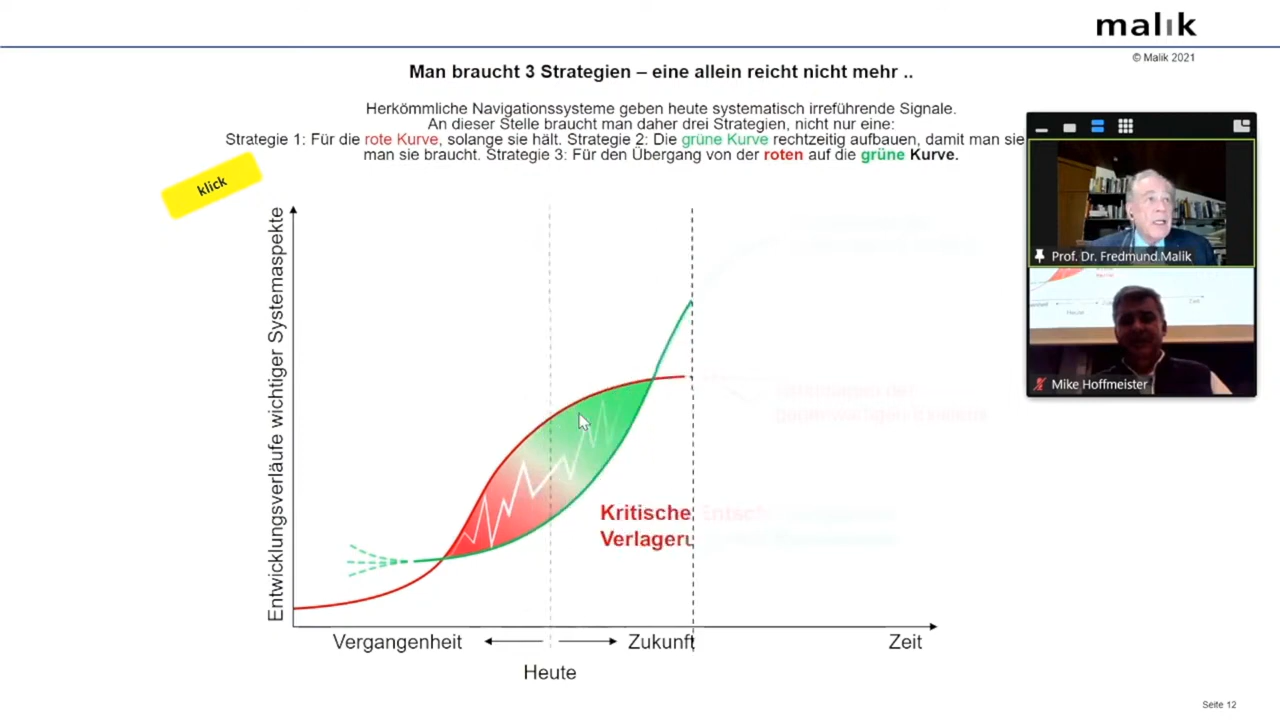 malik
© Malik 2021
Man braucht 3 Strategien – eine allein reicht nicht mehr ..
Herkömmliche Navigationssysteme geben heute systematisch irreführende Signale.
An dieser Stelle braucht man daher drei Strategien, nicht nur eine:
Strategie 1: Für die rote Kurve, solange sie hält. Strategie 2: Die grüne Kurve rechtzeitig aufbauen, damit man sie
man sie braucht. Strategie 3: Für den Übergang von der roten auf die grüne Kurve.
klick
Entwicklungsverläufe wichtiger Systemaspekte
Prof. Dr. Fredmund Malik
Mike Hoffmeister
Kritische Entsch
Verlageru
Vergangenheit
Zukunft
Zeit
Heute
Seite 12